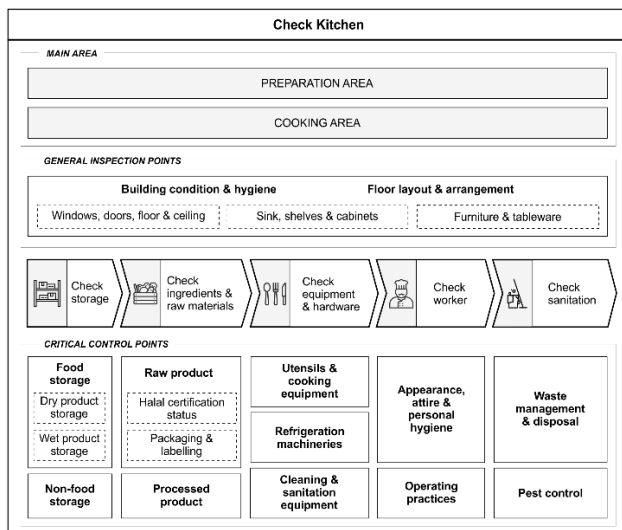 Check Kitchen
MAIN AREA
PREPARATION AREA
COOKING AREA
GENERAL INSPECTION POINTS
Building condition & hygiene
Floor layout & arrangement
Windows, doors, floor & ceiling
Sink, shelves & cabinets
Furniture & tableware
Check
storage
Check
ingredients &
raw materials
Check
equipment
& hardware
Check
worker
Check
sanitation
CRITICAL CONTROL POINTS
Food
storage
Dry product
storage
Wet product
storage
Non-food
storage
Raw product
Halal certification
status
Packaging &
labelling
Processed
product
Utensils &
cooking
equipment
Refrigeration
machineries
Cleaning &
sanitation
equipment
Appearance,
attire &
personal
hygiene
Operating
practices
Waste
management
& disposal
Pest control